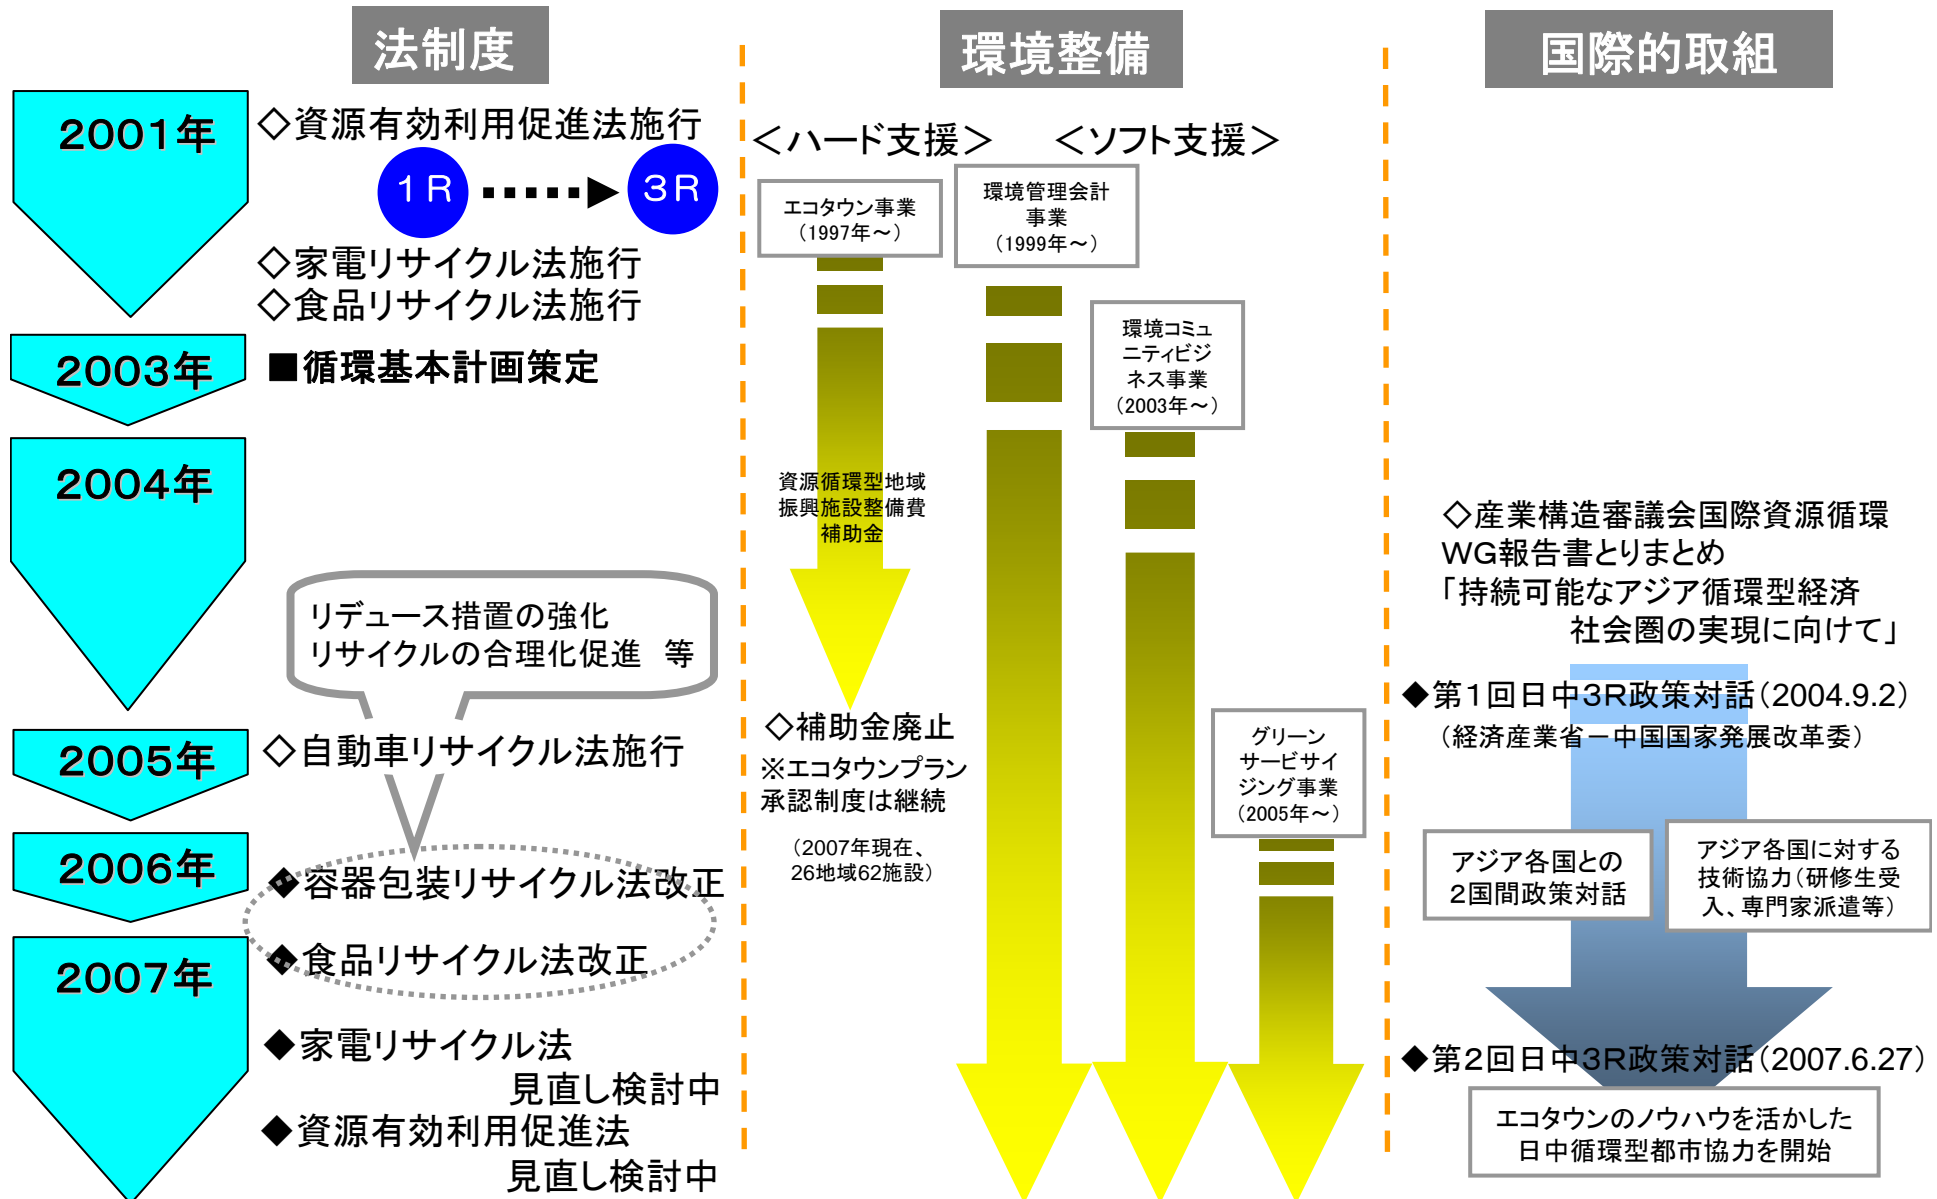 法制度
環境整備
国際的取組
2001年
◇資源有効利用促進法施行
1R
3R
◇家電リサイクル法施行
◇食品リサイクル法施行
2003年
■循環基本計画策定
2004年
リデュース措置の強化
リサイクルの合理化促進　等
2005年
◇自動車リサイクル法施行
2006年
◆容器包装リサイクル法改正
◆食品リサイクル法改正
2007年
◆家電リサイクル法
見直し検討中
◆資源有効利用促進法
見直し検討中
＜ハード支援＞
エコタウン事業
（1997年～）
資源循環型地域
振興施設整備費
補助金
◇補助金廃止
※エコタウンプラン
承認制度は継続
（2007年現在、
26地域62施設）
＜ソフト支援＞
環境管理会計
事業
（1999年～）
環境コミュ
ニティビジ
ネス事業
（2003年～）
グリーン
サービサイ
ジング事業
（2005年～）
◇産業構造審議会国際資源循環
WG報告書とりまとめ
「持続可能なアジア循環型経済
社会圏の実現に向けて」
◆第1回日中3R政策対話（2004.9.2）
（経済産業省－中国国家発展改革委）
アジア各国との
2国間政策対話
アジア各国に対する
技術協力（研修生受
入、専門家派遣等）
◆第2回日中3R政策対話（2007.6.27）
エコタウンのノウハウを活かした
日中循環型都市協力を開始